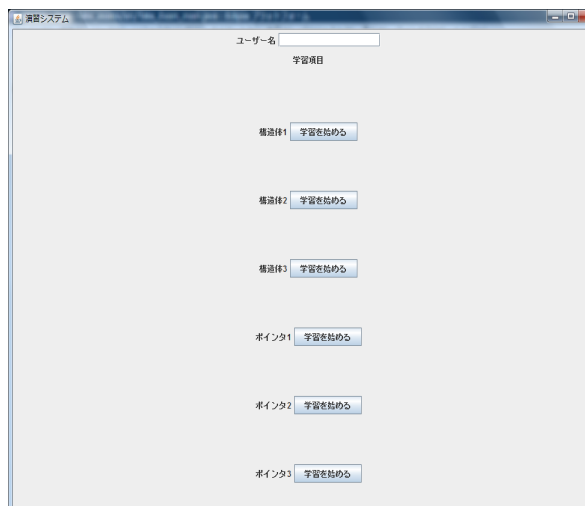 演習システム
ユーザー名
学習項目
構造体1 学習を始める
構造体2 学習を始める
構造体3 学習を始める
ポインタ1 学習を始める
ポインタ2 学習を始める
ポインタ3 学習を始める